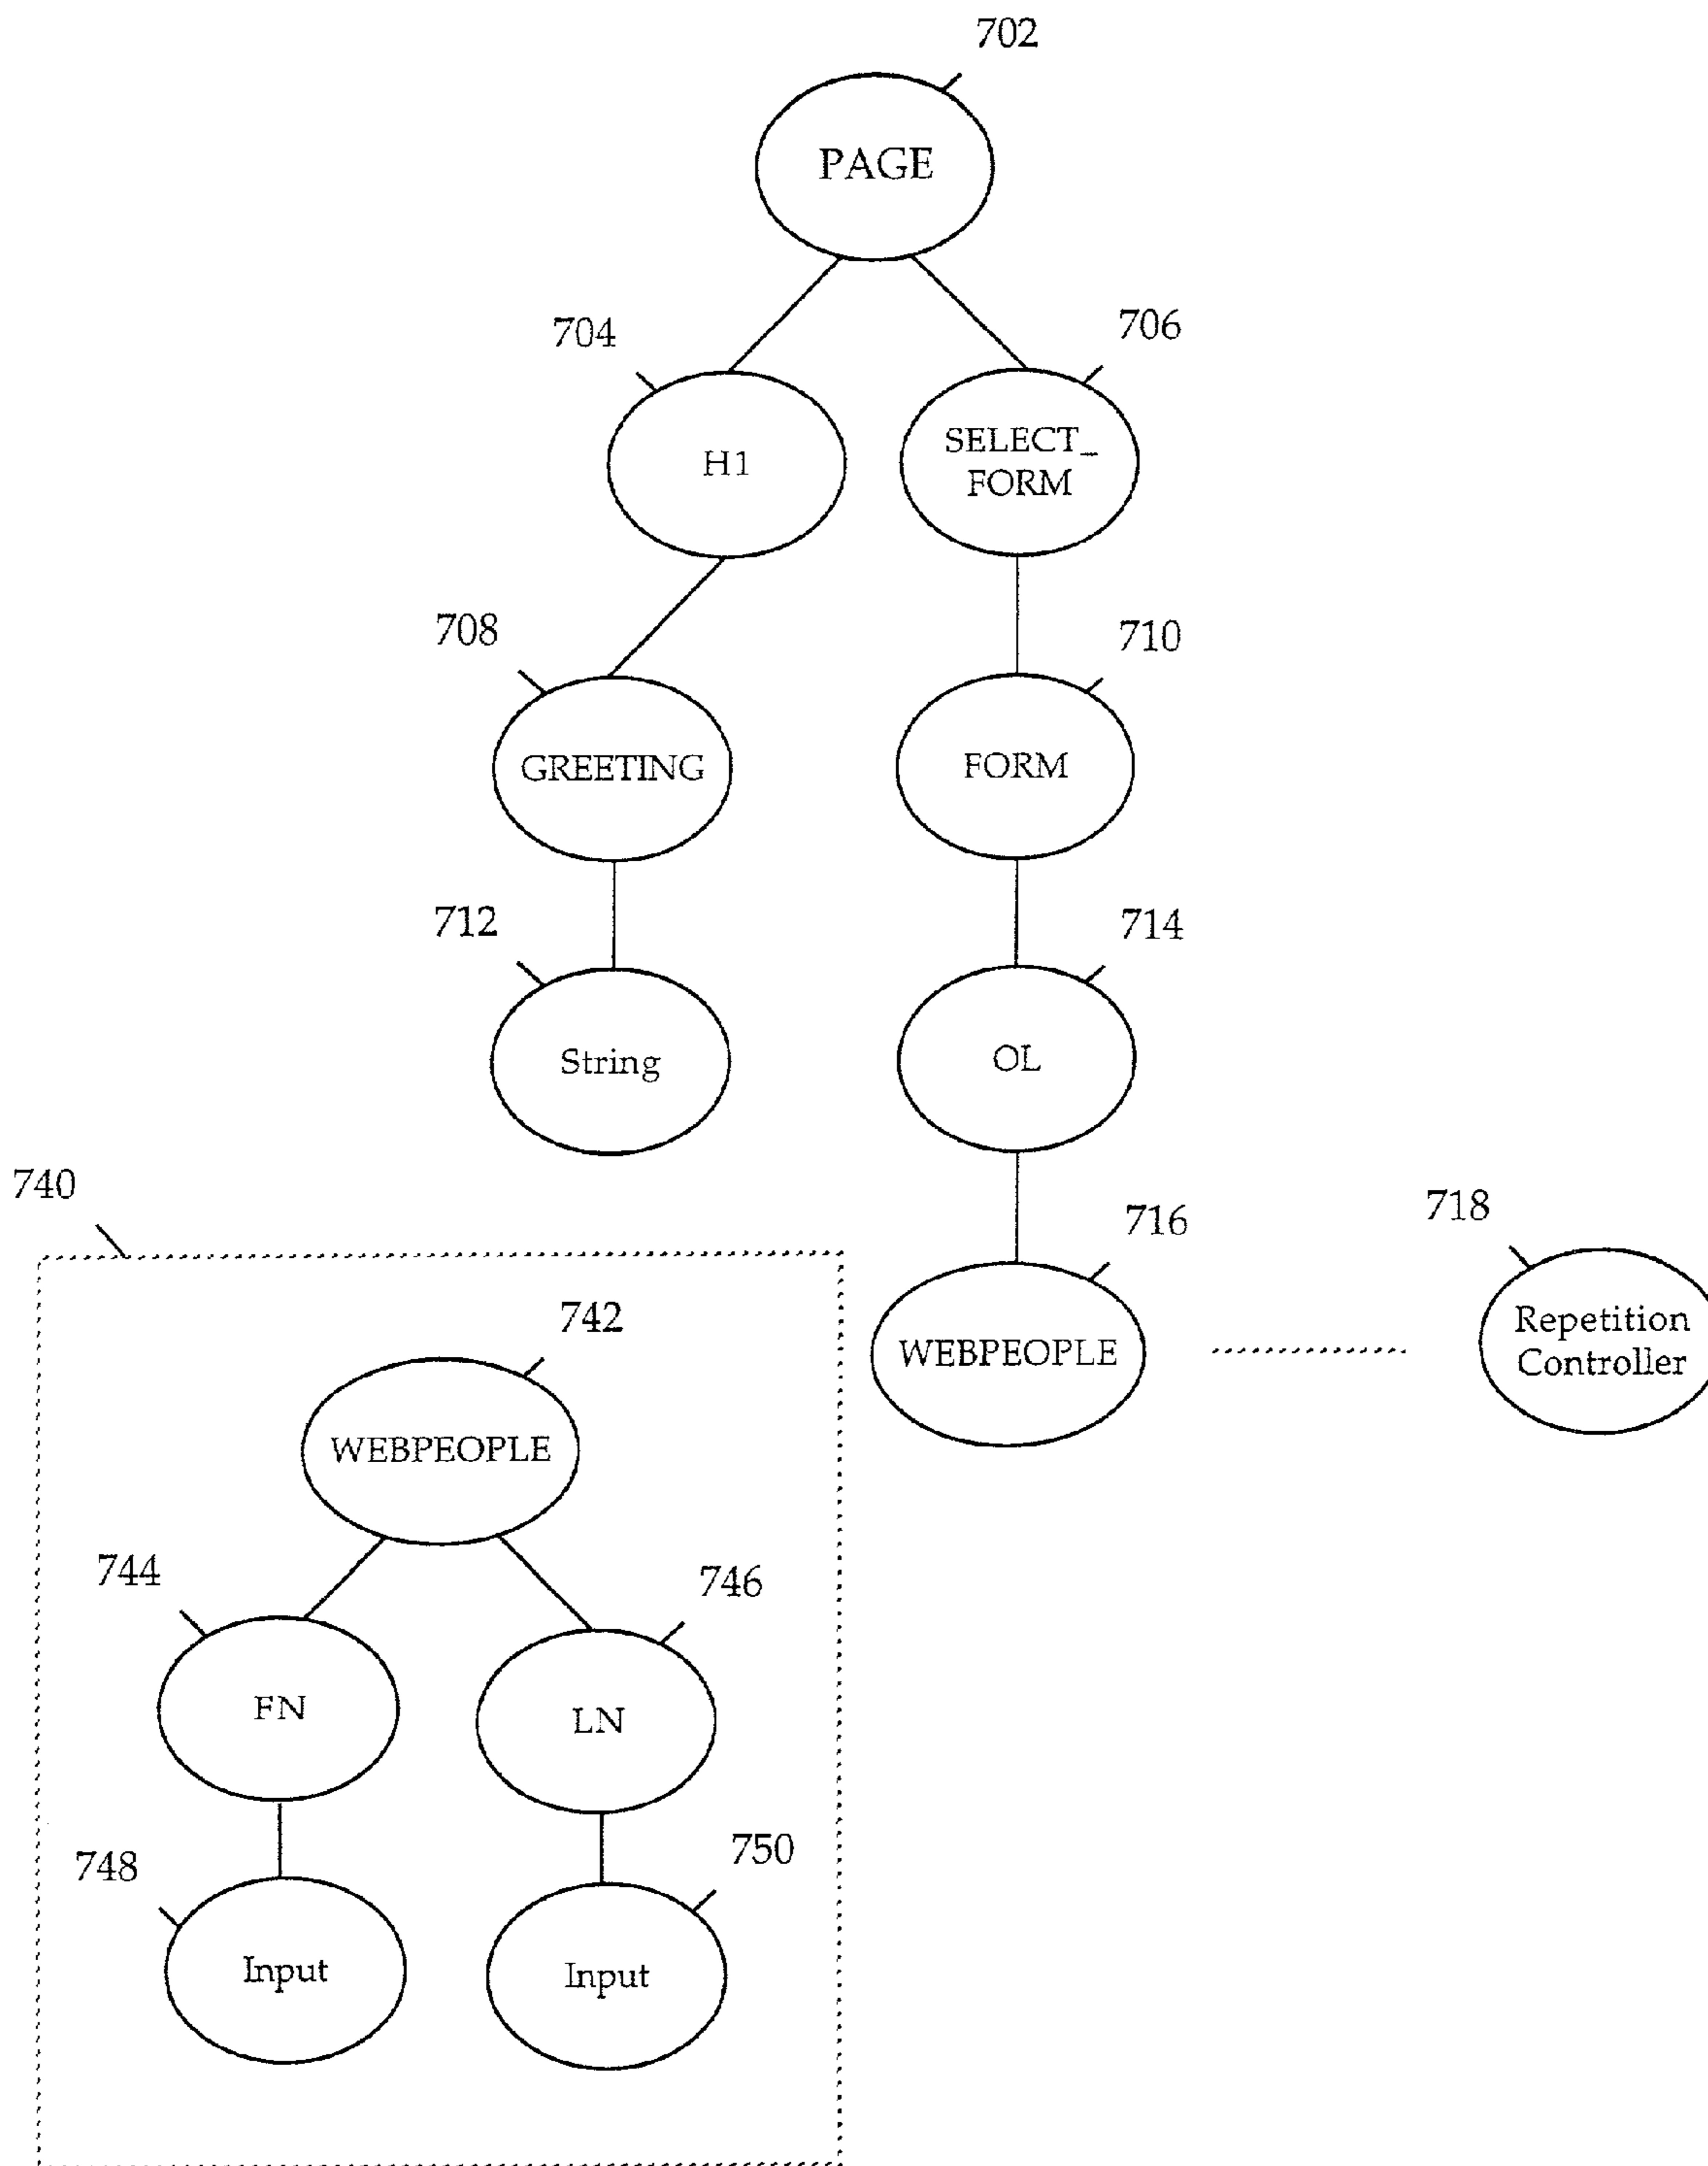 702
PAGE
704
706
H1
SELECT_
FORM
708
710
GREETING
FORM
712
714
String
OL
740
716
718
WEBPEOPLE
Repetition
Controller
742
WEBPEOPLE
744
746
FN
LN
748
750
Input
Input